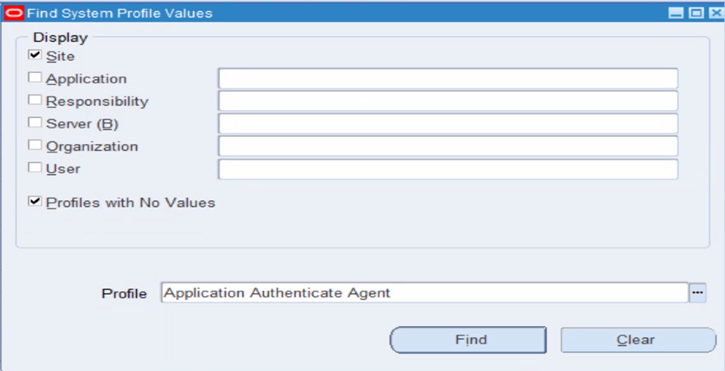 Find System Profile Values
Display
Site
Application
Responsibility
Server (B)
Organization
User
Profiles with No Values
Profile Application Authenticate Agent ...
Find Clear